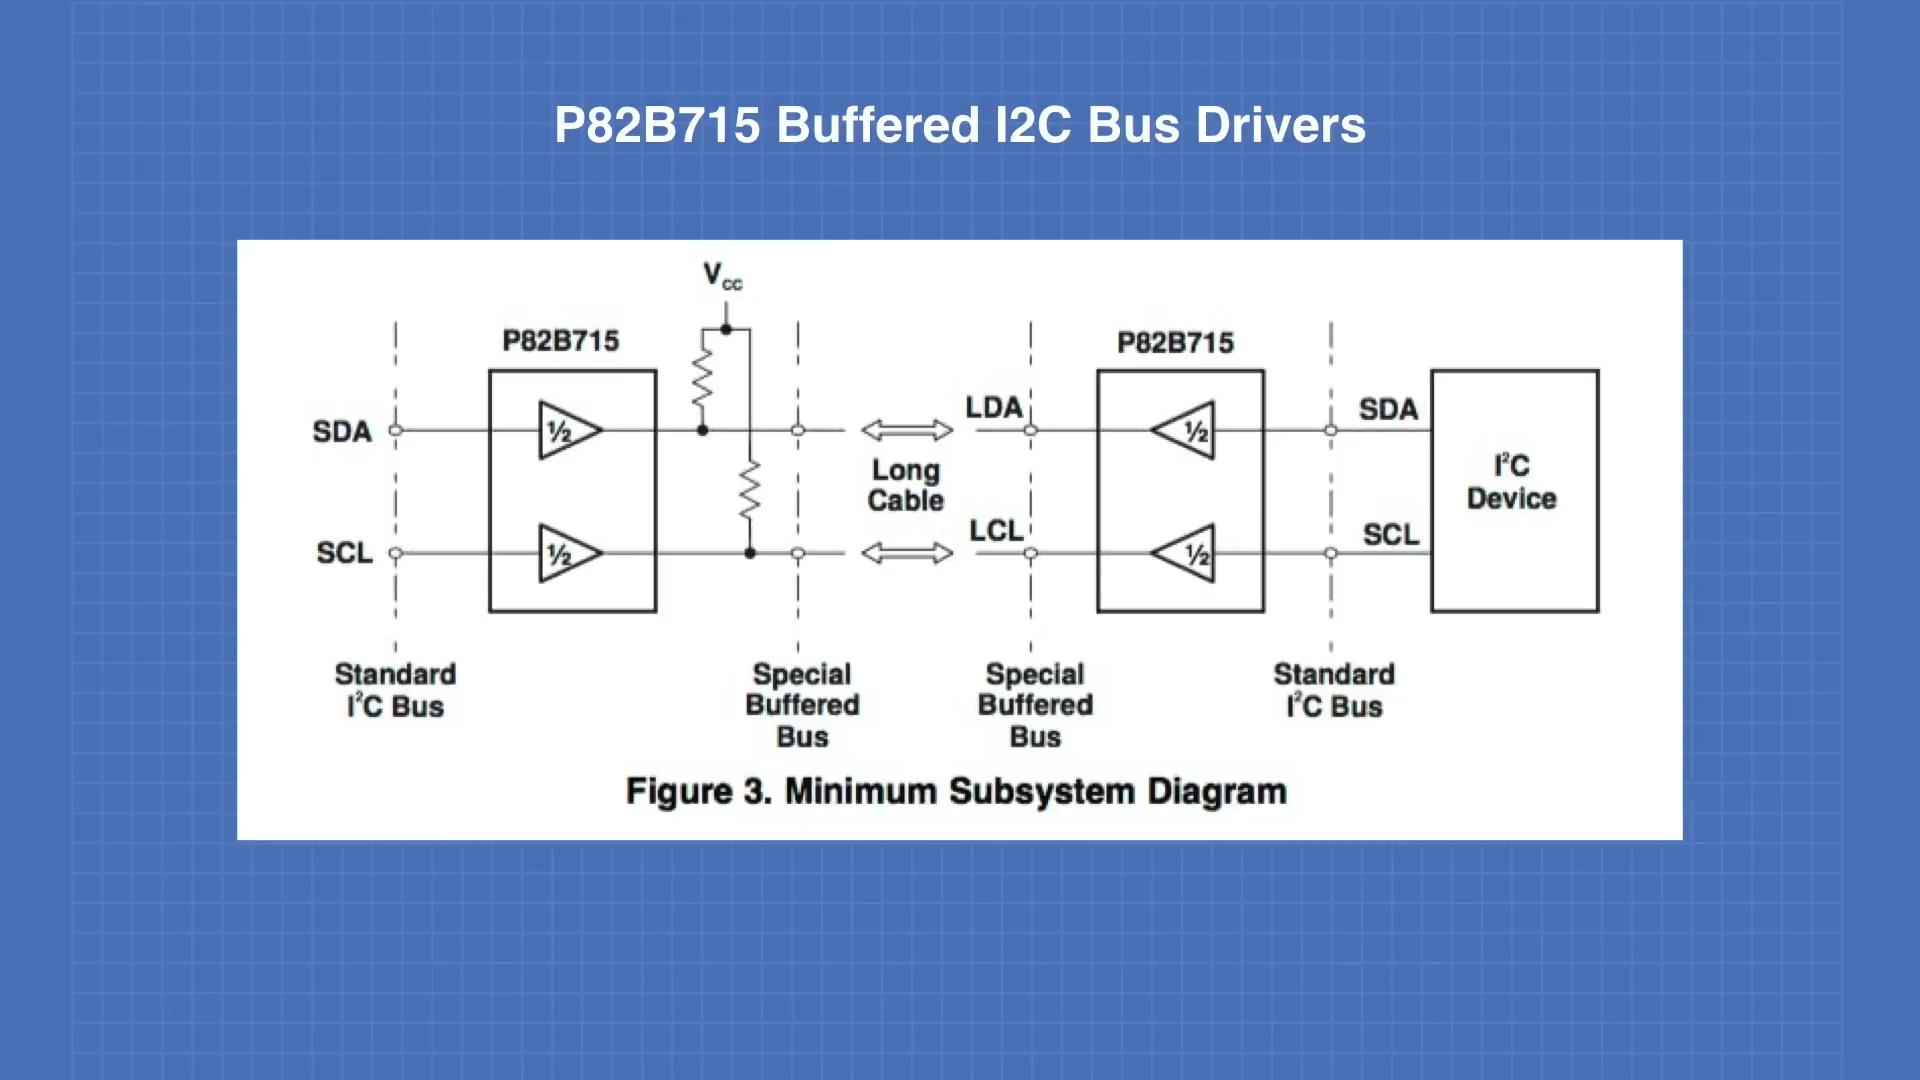 P82B715 Buffered I2C Bus Drivers
Vcc
P82B715
P82B715
SDA
½
LDA
½
SDA
Long
Cable
I²C
Device
SCL
½
LCL
½
SCL
Standard
I²C Bus
Special
Buffered
Bus
Special
Buffered
Bus
Standard
I²C Bus
Figure 3. Minimum Subsystem Diagram